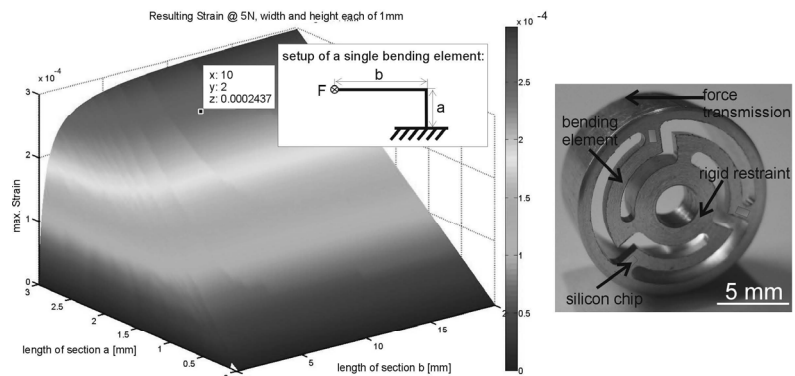 Resulting Strain @ 5N, width and height each of 1mm
x 10 -4
x 10 -4
setup of a single bending element:
b
F
a
x: 10
y: 2
z: 0.0002437
3
2
1
0
max. Strain
3
2.5
2
1.5
1
0.5
length of section a [mm]
5
10
15
2
length of section b [mm]
2.5
2
1.5
1
0.5
0
force
transmission
bending
element
rigid restraint
silicon chip
5 mm